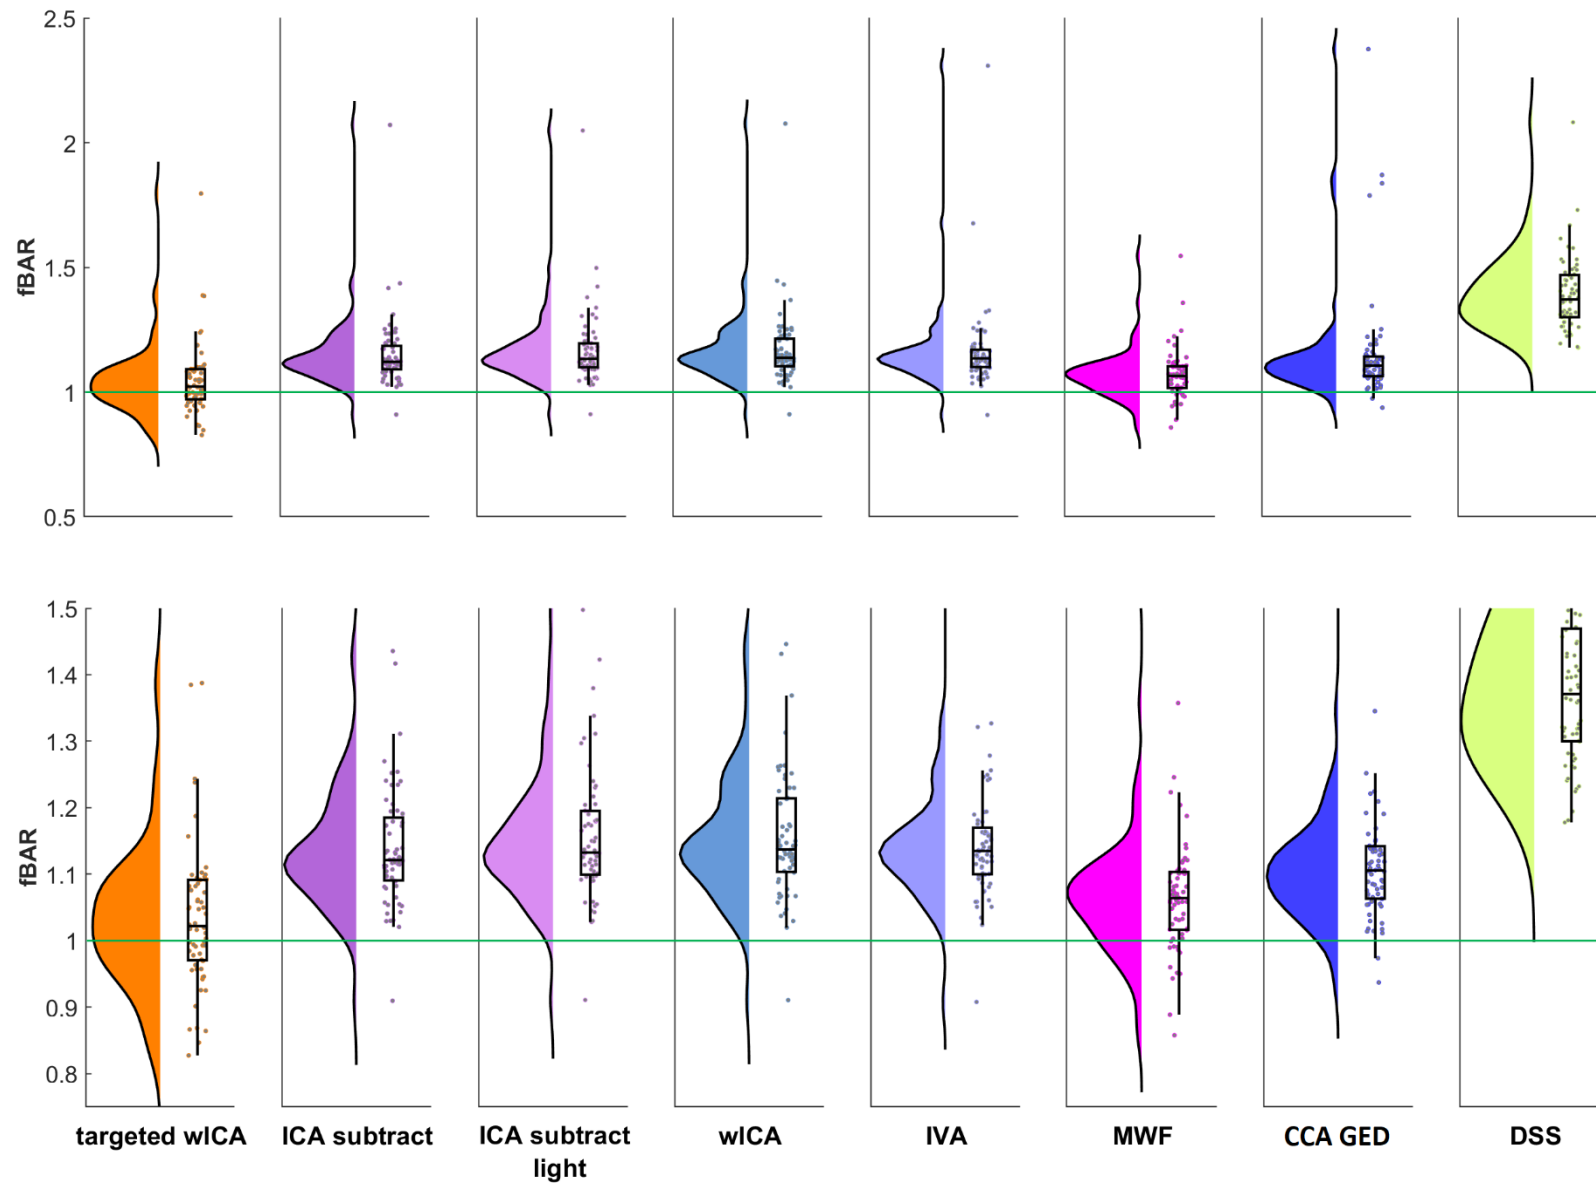 2.5
2
1.5
1
0.5
fBAR
1.5
1.4
1.3
1.2
1.1
1
0.9
0.8
fBAR
targeted wICA
ICA subtract
ICA subtract
light
wICA
IVA
MWF
CCA GED
DSS